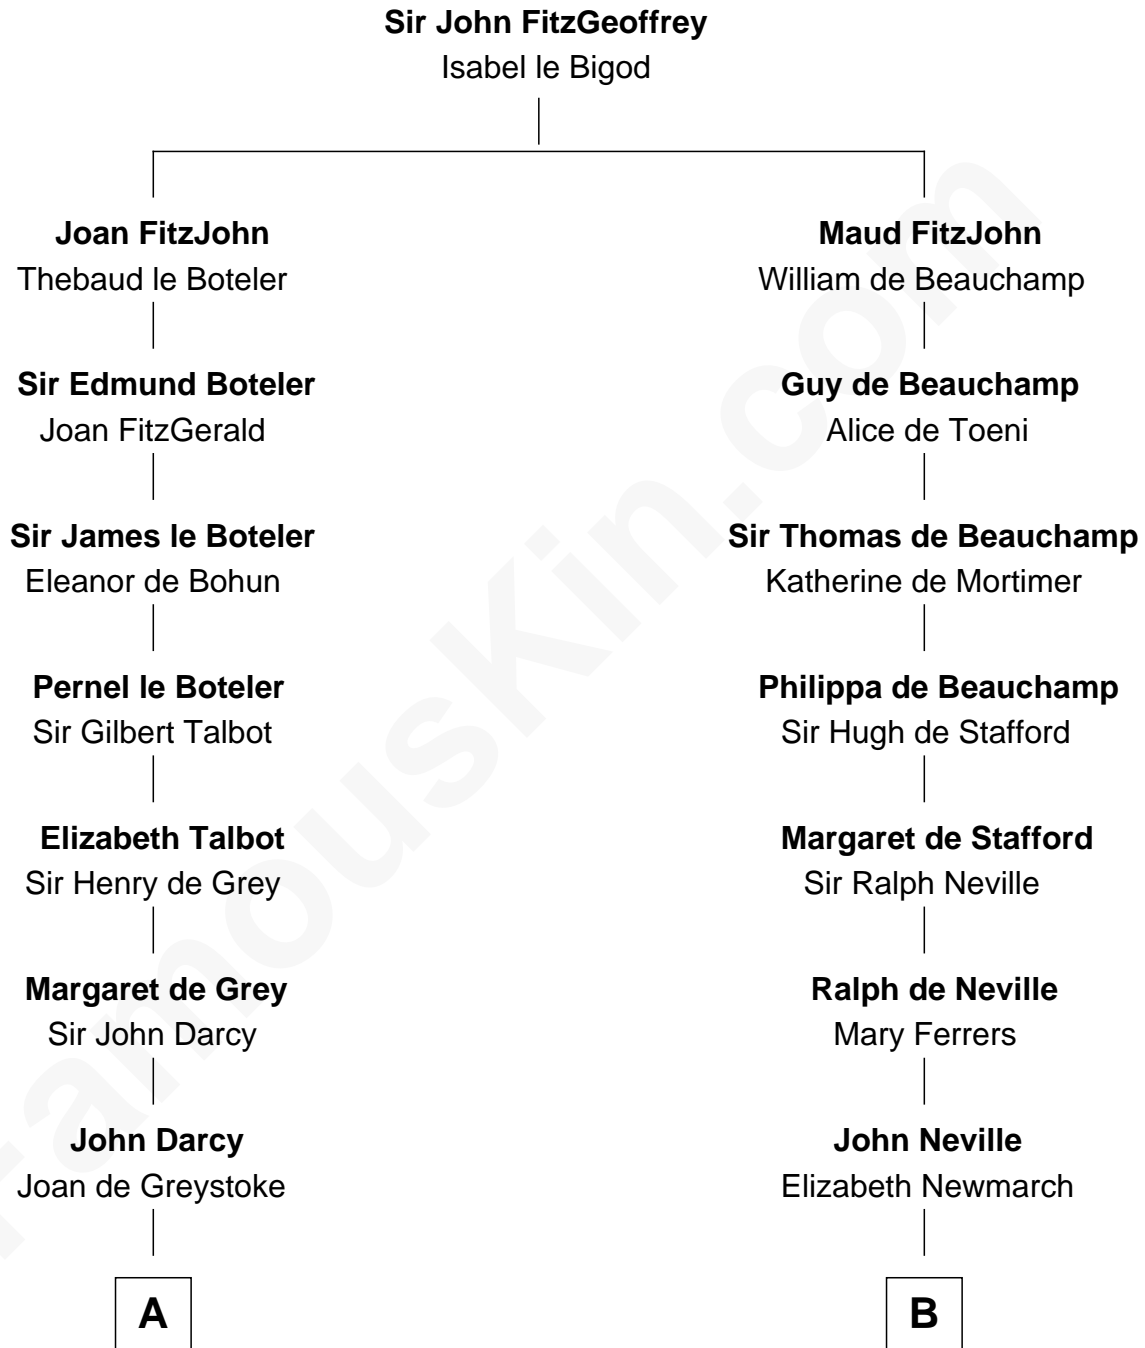 Sir John FitzGeoffrey
Isabel le Bigod
Joan FitzJohn
Thebaud le Boteler
Maud FitzJohn
William de Beauchamp
Sir Edmund Boteler
Joan FitzGerald
Guy de Beauchamp
Alice de Toeni
Sir James le Boteler
Eleanor de Bohun
Sir Thomas de Beauchamp
Katherine de Mortimer
Pernel le Boteler
Sir Gilbert Talbot
Philippa de Beauchamp
Sir Hugh de Stafford
Elizabeth Talbot
Sir Henry de Grey
Margaret de Stafford
Sir Ralph Neville
Margaret de Grey
Sir John Darcy
Ralph de Neville
Mary Ferrers
John Darcy
Joan de Greystoke
John Neville
Elizabeth Newmarch
A
B
FamousKin.com